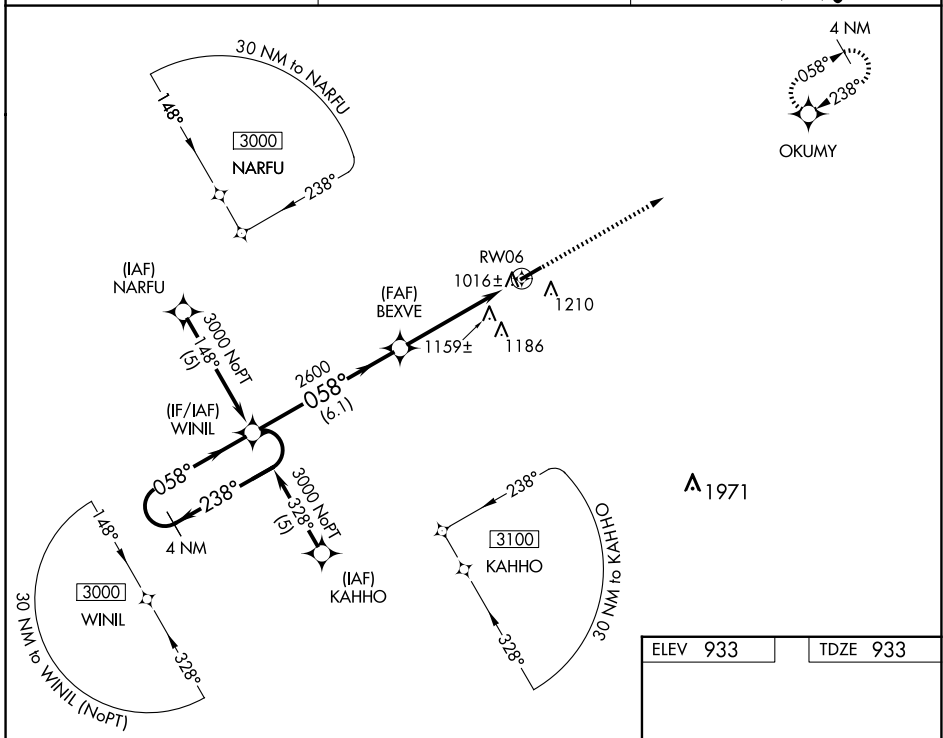 4 NM
058°
238°
OKUMY
30 NM to NARFU
148°
3000
NARFU
238°
RW06
1016±
1210
(IAF)
NARFU
(FAF)
BEXVE
1159±
1186
3000 NoPT
148°
(5)
2600
058°
(6.1)
(IF/IAF)
WINIL
058°
238°
4 NM
3000 NoPT
328°
(5)
(IAF)
KAHHO
1971
238°
3100
KAHHO
328°
30 NM to KAHHO
148°
3000
WINIL
328°
30 NM to WINIL (NoPT)
ELEV 933
TDZE 933